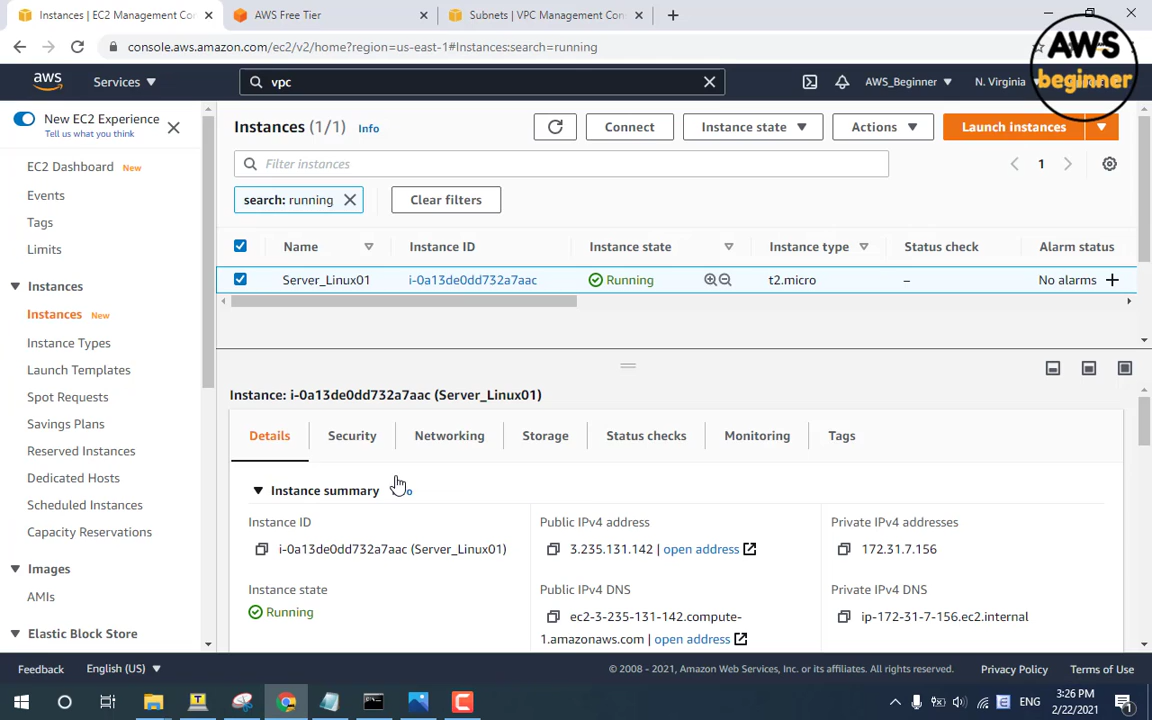 Instances | EC2 Management Con
AWS Free Tier
Subnets | VPC Management Con
console.aws.amazon.com/ec2/v2/home?region=us-east-1#Instances:search=running
AWS
beginner
aws
Services
vpc
AWS_Beginner
N. Virginia
New EC2 Experience
Tell us what you think
EC2 Dashboard New
Events
Tags
Limits
Instances
Instances New
Instance Types
Launch Templates
Spot Requests
Savings Plans
Reserved Instances
Dedicated Hosts
Scheduled Instances
Capacity Reservations
Images
AMIs
Elastic Block Store
Instances (1/1) Info
Connect
Instance state
Actions
Launch instances
Filter instances
1
search: running
Clear filters
Name Instance ID Instance state Instance type Status check Alarm status
Server_Linux01 i-0a13de0dd732a7aac Running t2.micro – No alarms +
Instance: i-0a13de0dd732a7aac (Server_Linux01)
Details Security Networking Storage Status checks Monitoring Tags
Instance summary
Instance ID
i-0a13de0dd732a7aac (Server_Linux01)
Public IPv4 address
3.235.131.142 | open address
Private IPv4 addresses
172.31.7.156
Instance state
Running
Public IPv4 DNS
ec2-3-235-131-142.compute-
1.amazonaws.com | open address
Private IPv4 DNS
ip-172-31-7-156.ec2.internal
Feedback English (US) © 2008 - 2021, Amazon Web Services, Inc. or its affiliates. All rights reserved. Privacy Policy Terms of Use
ENG
3:26 PM
2/22/2021
1